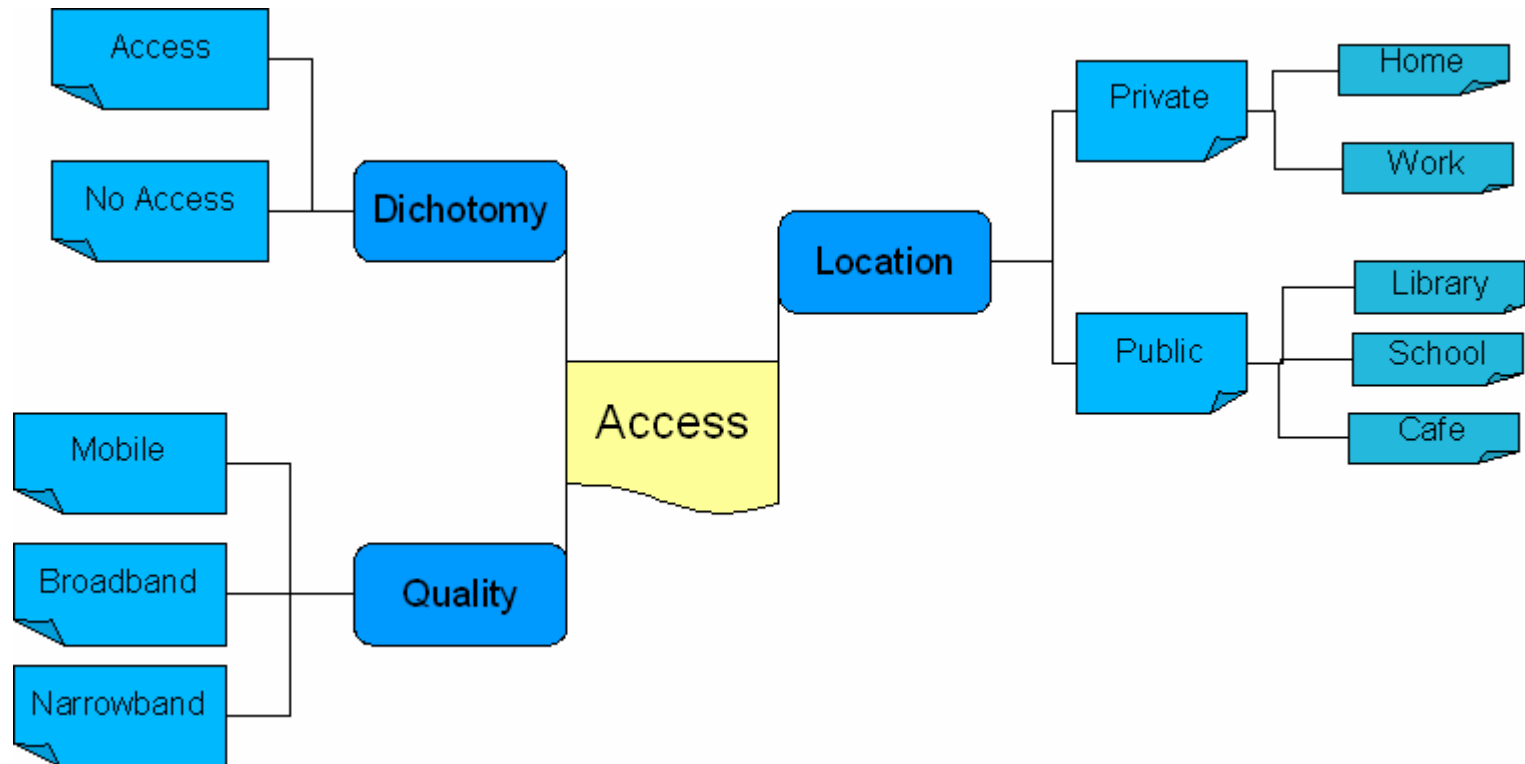 Access
No Access
Dichotomy
Mobile
Broadband
Narrowband
Quality
Access
Location
Private
Home
Work
Public
Library
School
Cafe